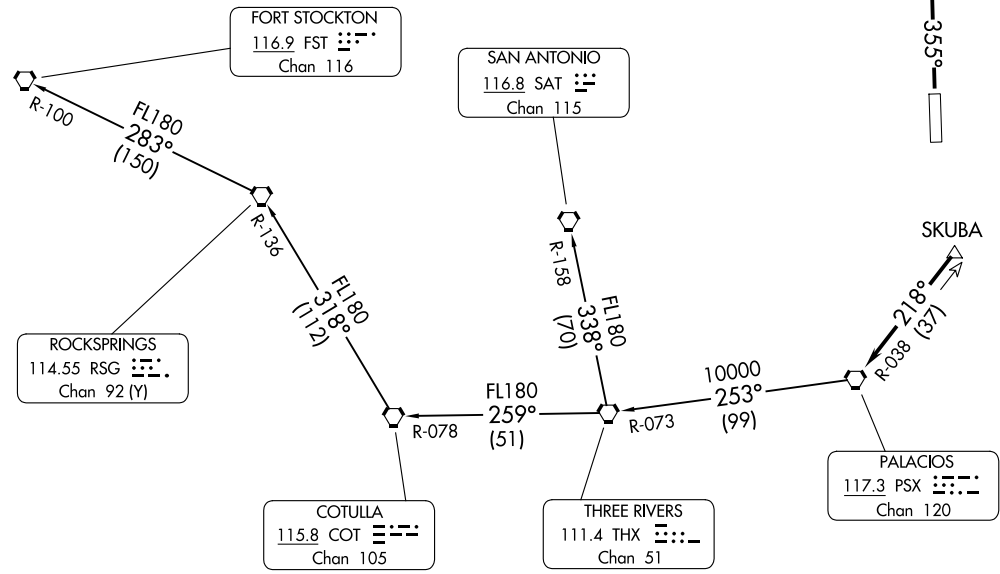 FORT STOCKTON
116.9 FST
Chan 116
SAN ANTONIO
116.8 SAT
Chan 115
355°
R-100
FL180
283°
(150)
R-136
FL180
318°
(112)
R-158
FL180
338°
(70)
SKUBA
218°
(37)
R-038
ROCKSPRINGS
114.55 RSG
Chan 92 (Y)
FL180
259°
(51)
R-078
10000
253°
(99)
R-073
COTULLA
115.8 COT
Chan 105
THREE RIVERS
111.4 THX
Chan 51
PALACIOS
117.3 PSX
Chan 120